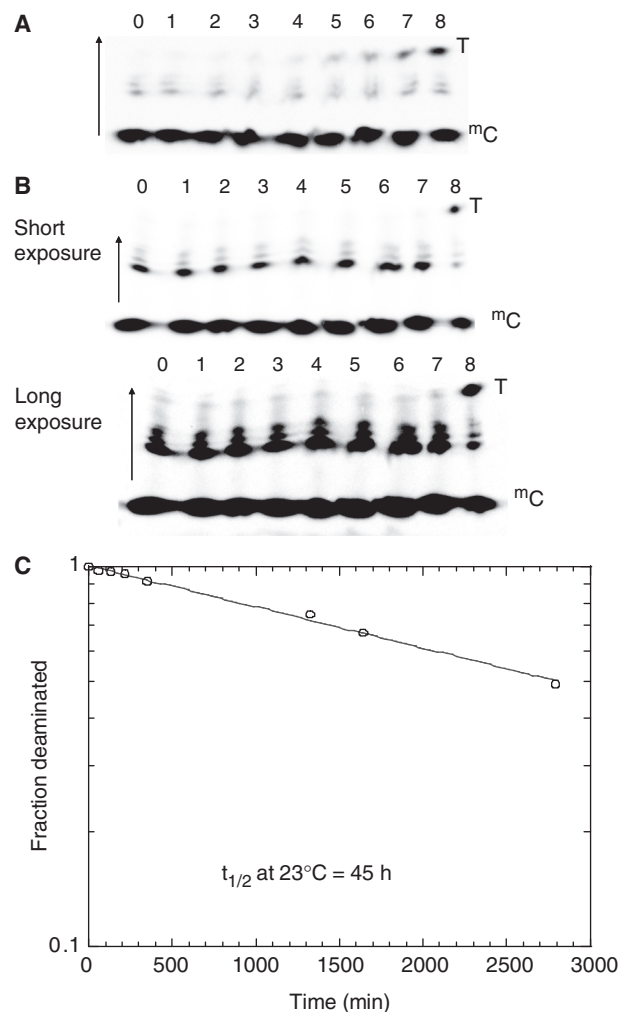 A
0 1 2 3 4 5 6 7 8
T
mC
B
0 1 2 3 4 5 6 7 8
Short
exposure
T
mC
0 1 2 3 4 5 6 7 8
Long
exposure
T
mC
C
1
Fraction deaminated
t1/2 at 23°C = 45 h
0.1
0 500 1000 1500 2000 2500 3000
Time (min)